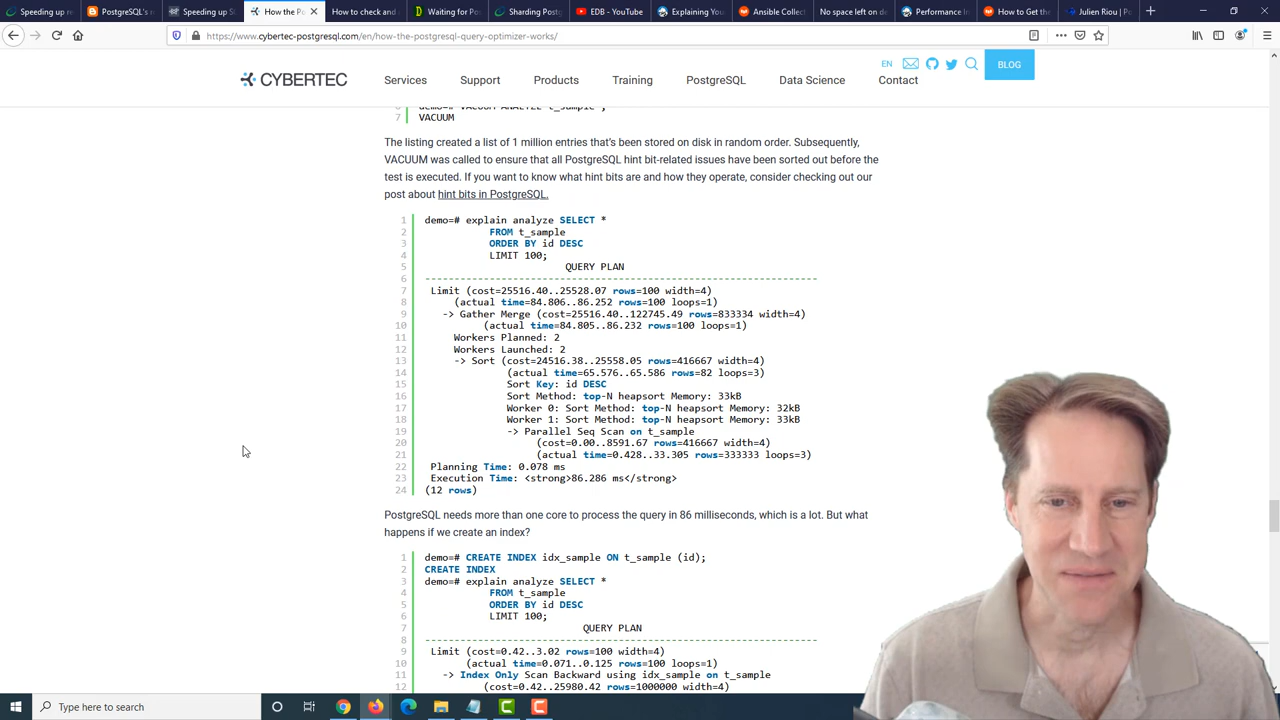 Speeding up re
PostgreSQL's r
Speeding up S
How the Po
How to check and
Waiting for Pos
Sharding Postg
EDB - YouTube
Explaining You
Ansible Collect
No space left on de
Performance In
How to Get the
Julien Riou | Po
https://www.cybertec-postgresql.com/en/how-the-postgresql-query-optimizer-works/
CYBERTEC
Services
Support
Products
Training
PostgreSQL
Data Science
Contact
EN
BLOG
7 VACUUM
The listing created a list of 1 million entries that's been stored on disk in random order. Subsequently,
VACUUM was called to ensure that all PostgreSQL hint bit-related issues have been sorted out before the
test is executed. If you want to know what hint bits are and how they operate, consider checking out our
post about hint bits in PostgreSQL.
1 demo=# explain analyze SELECT *
2 FROM t_sample
3 ORDER BY id DESC
4 LIMIT 100;
5 QUERY PLAN
6 -------------------------------------------------------------------
7 Limit (cost=25516.40..25528.07 rows=100 width=4)
8 (actual time=84.806..86.252 rows=100 loops=1)
9 -> Gather Merge (cost=25516.40..122745.49 rows=833334 width=4)
10 (actual time=84.805..86.232 rows=100 loops=1)
11 Workers Planned: 2
12 Workers Launched: 2
13 -> Sort (cost=24516.38..25558.05 rows=416667 width=4)
14 (actual time=65.576..65.586 rows=82 loops=3)
15 Sort Key: id DESC
16 Sort Method: top-N heapsort Memory: 33kB
17 Worker 0: Sort Method: top-N heapsort Memory: 32kB
18 Worker 1: Sort Method: top-N heapsort Memory: 33kB
19 -> Parallel Seq Scan on t_sample
20 (cost=0.00..8591.67 rows=416667 width=4)
21 (actual time=0.428..33.305 rows=333333 loops=3)
22 Planning Time: 0.078 ms
23 Execution Time: <strong>86.286 ms</strong>
24 (12 rows)
PostgreSQL needs more than one core to process the query in 86 milliseconds, which is a lot. But what
happens if we create an index?
1 demo=# CREATE INDEX idx_sample ON t_sample (id);
2 CREATE INDEX
3 demo=# explain analyze SELECT *
4 FROM t_sample
5 ORDER BY id DESC
6 LIMIT 100;
7 QUERY PLAN
8 -------------------------------------------------------------------
9 Limit (cost=0.42..3.02 rows=100 width=4)
10 (actual time=0.071..0.125 rows=100 loops=1)
11 -> Index Only Scan Backward using idx_sample on t_sample
12 (cost=0.42..25980.42 rows=1000000 width=4)
Type here to search